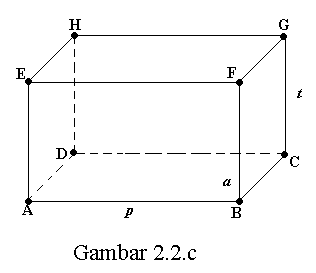 H G
E F
t
D C
a
A p B
Gambar 2.2.c